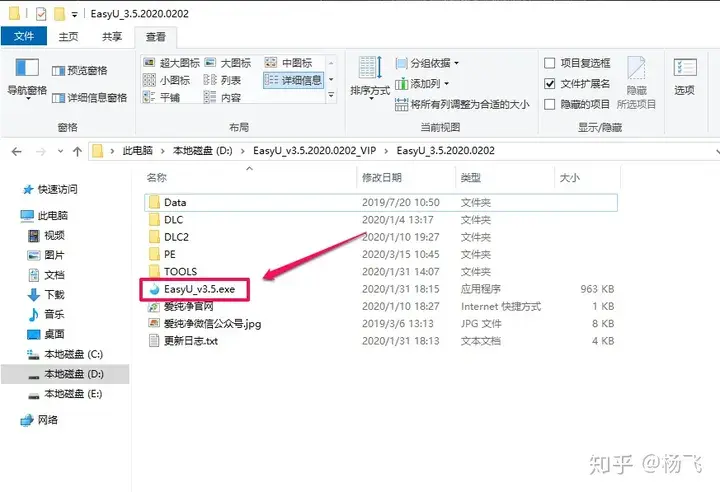 EasyU_3.5.2020.0202
文件 主页 共享 查看
导航窗格 预览窗格 详细信息窗格
窗格
超大图标 大图标 中图标
小图标 列表 详细信息
平铺 内容
布局
排序方式 分组依据 添加列 将所有列调整为合适的大小
当前视图
项目复选框
文件扩展名
隐藏的项目
隐藏
所选项目
显示/隐藏
选项
此电脑 本地磁盘 (D:) EasyU_v3.5.2020.0202_VIP EasyU_3.5.2020.0202
快速访问
此电脑
视频
图片
文档
下载
音乐
桌面
本地磁盘 (C:)
本地磁盘 (D:)
本地磁盘 (E:)
网络
名称 修改日期 类型 大小
Data 2019/7/20 10:50 文件夹
DLC 2020/1/4 13:17 文件夹
DLC2 2020/1/10 19:27 文件夹
PE 2020/3/15 10:45 文件夹
TOOLS 2020/1/31 14:07 文件夹
EasyU_v3.5.exe 2020/1/31 18:15 应用程序 963 KB
爱纯净官网 2020/1/10 18:27 Internet 快捷方式 1 KB
爱纯净微信公众号.jpg 2019/3/6 13:13 JPG 文件 8 KB
更新日志.txt 2020/1/31 18:13 文本文档 4 KB
知乎 @杨飞